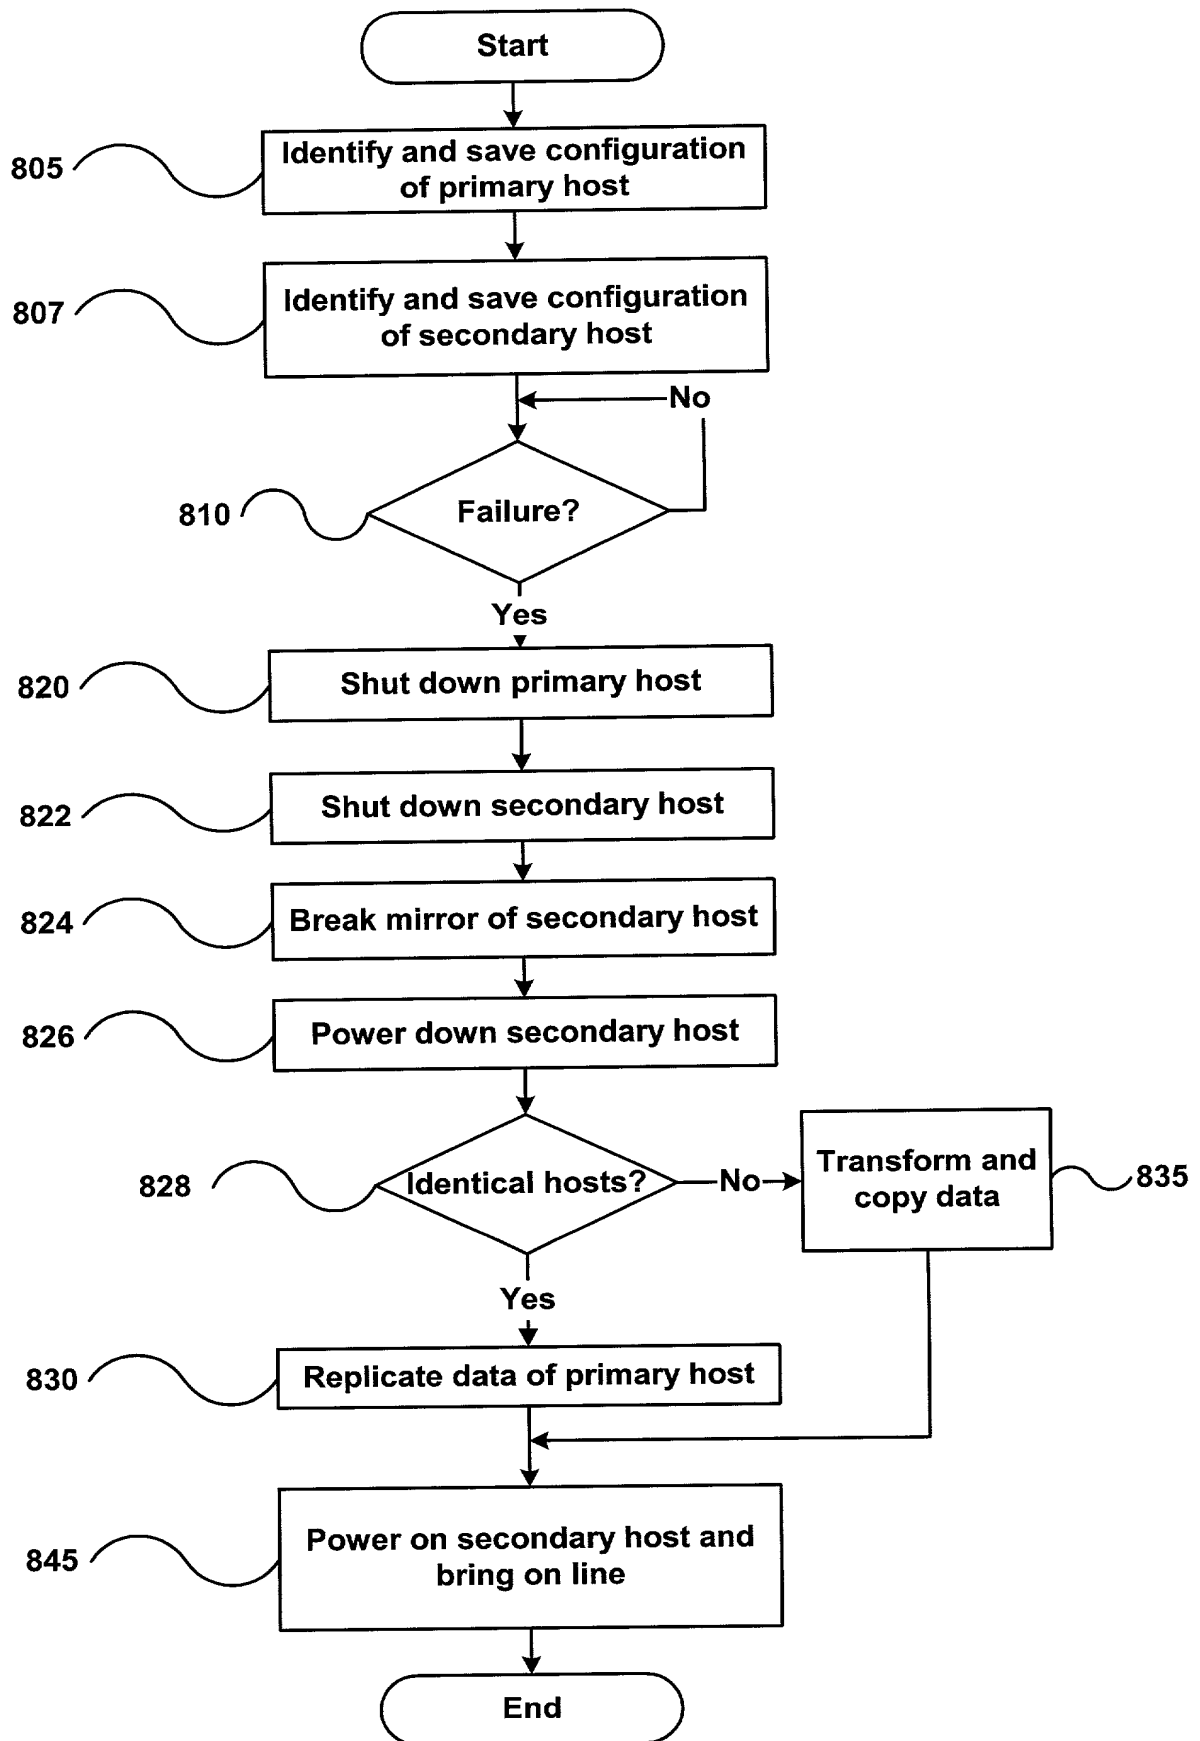 Start
805
Identify and save configuration
of primary host
807
Identify and save configuration
of secondary host
No
810
Failure?
Yes
820
Shut down primary host
822
Shut down secondary host
824
Break mirror of secondary host
826
Power down secondary host
828
Identical hosts?
No
Transform and
copy data
835
Yes
830
Replicate data of primary host
845
Power on secondary host and
bring on line
End